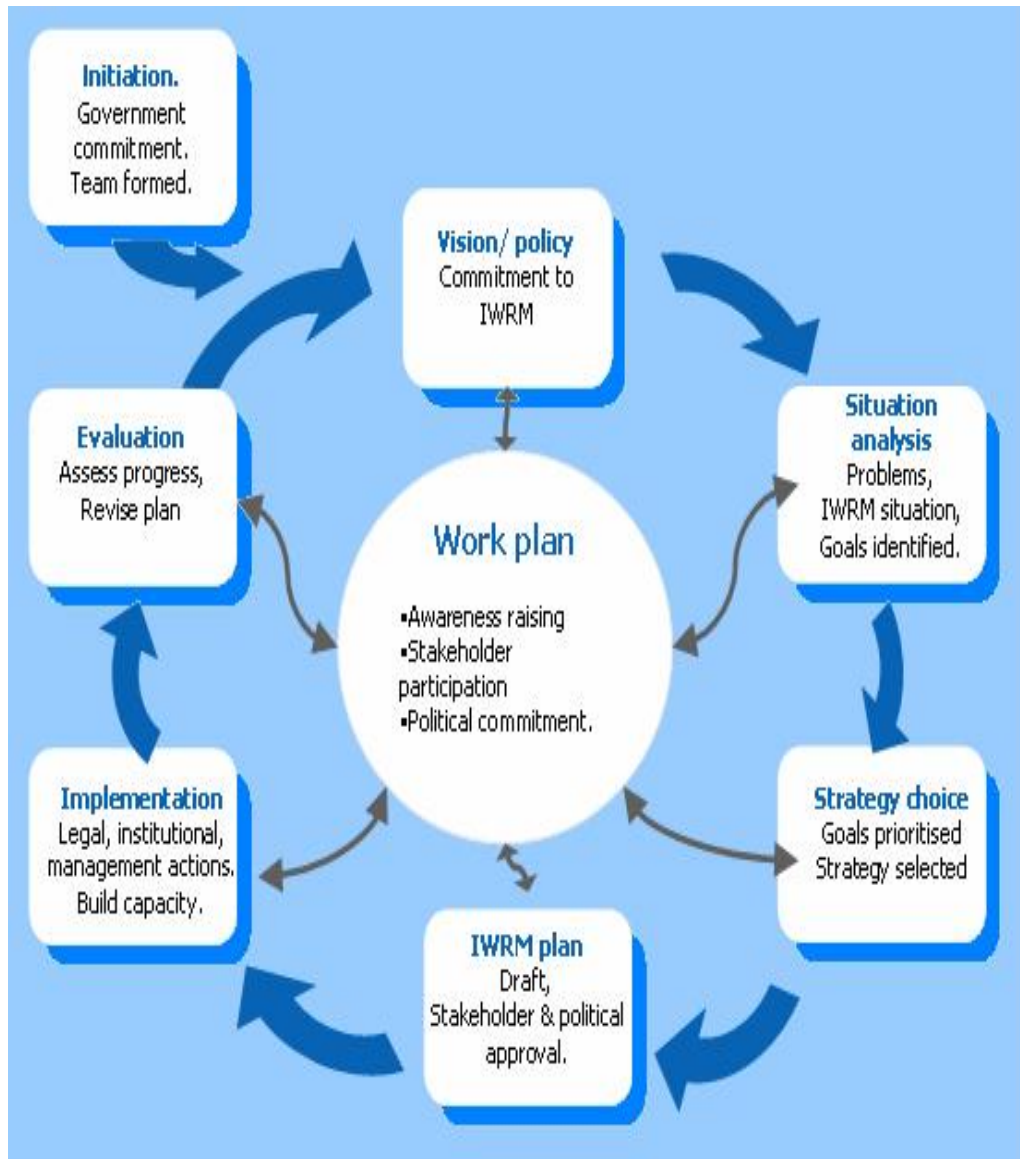 Initiation.
Government
commitment.
Team formed.
Vision/ policy
Commitment to
IWRM
Situation
analysis
Problems,
IWRM situation,
Goals identified.
Strategy choice
Goals prioritised
Strategy selected
IWRM plan
Draft,
Stakeholder & political
approval.
Implementation
Legal, institutional,
management actions.
Build capacity.
Evaluation
Assess progress,
Revise plan
Work plan
▪Awareness raising
▪Stakeholder
participation
▪Political commitment.